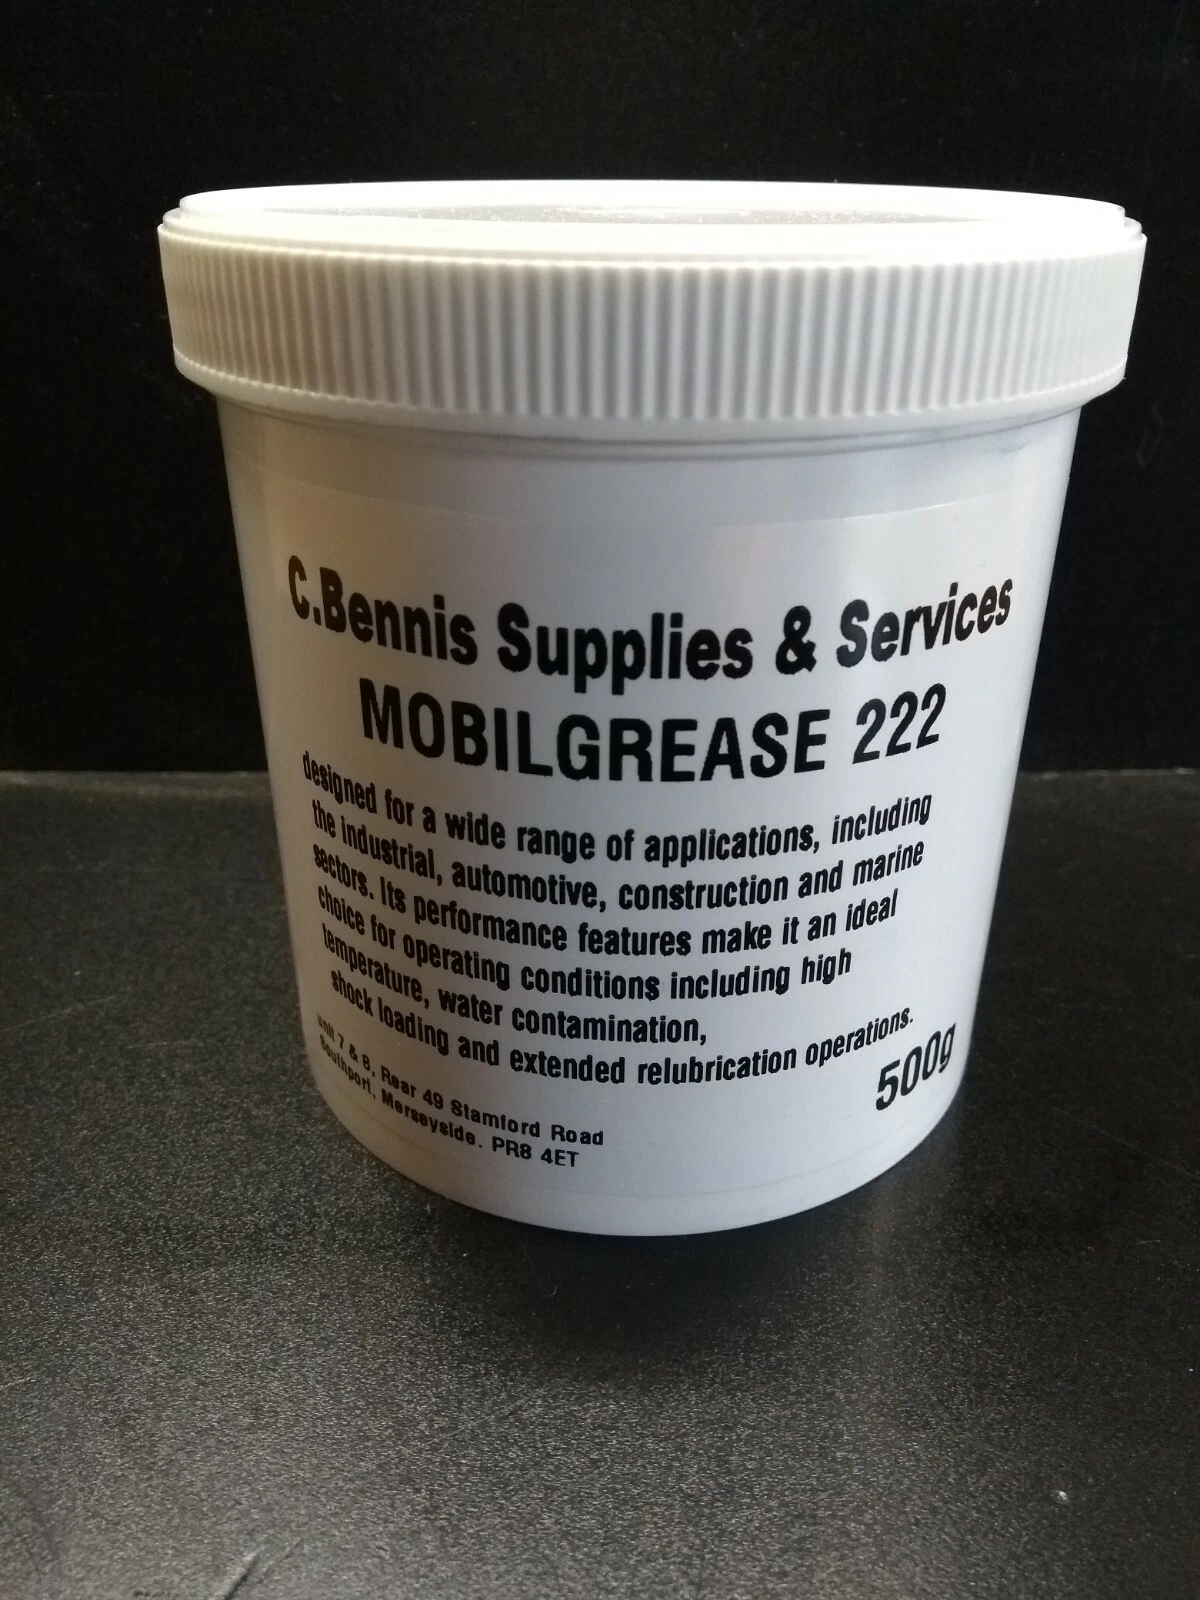 C.Bennis Supplies & Services
MOBILGREASE 222
designed for a wide range of applications, including
the industrial, automotive, construction and marine
sectors. Its performance features make it an ideal
choice for operating conditions including high
temperature, water contamination,
shock loading and extended relubrication operations.
500g
unit 7 & 8, Rear 49 Stamford Road
Southport, Merseyside. PR8 4ET